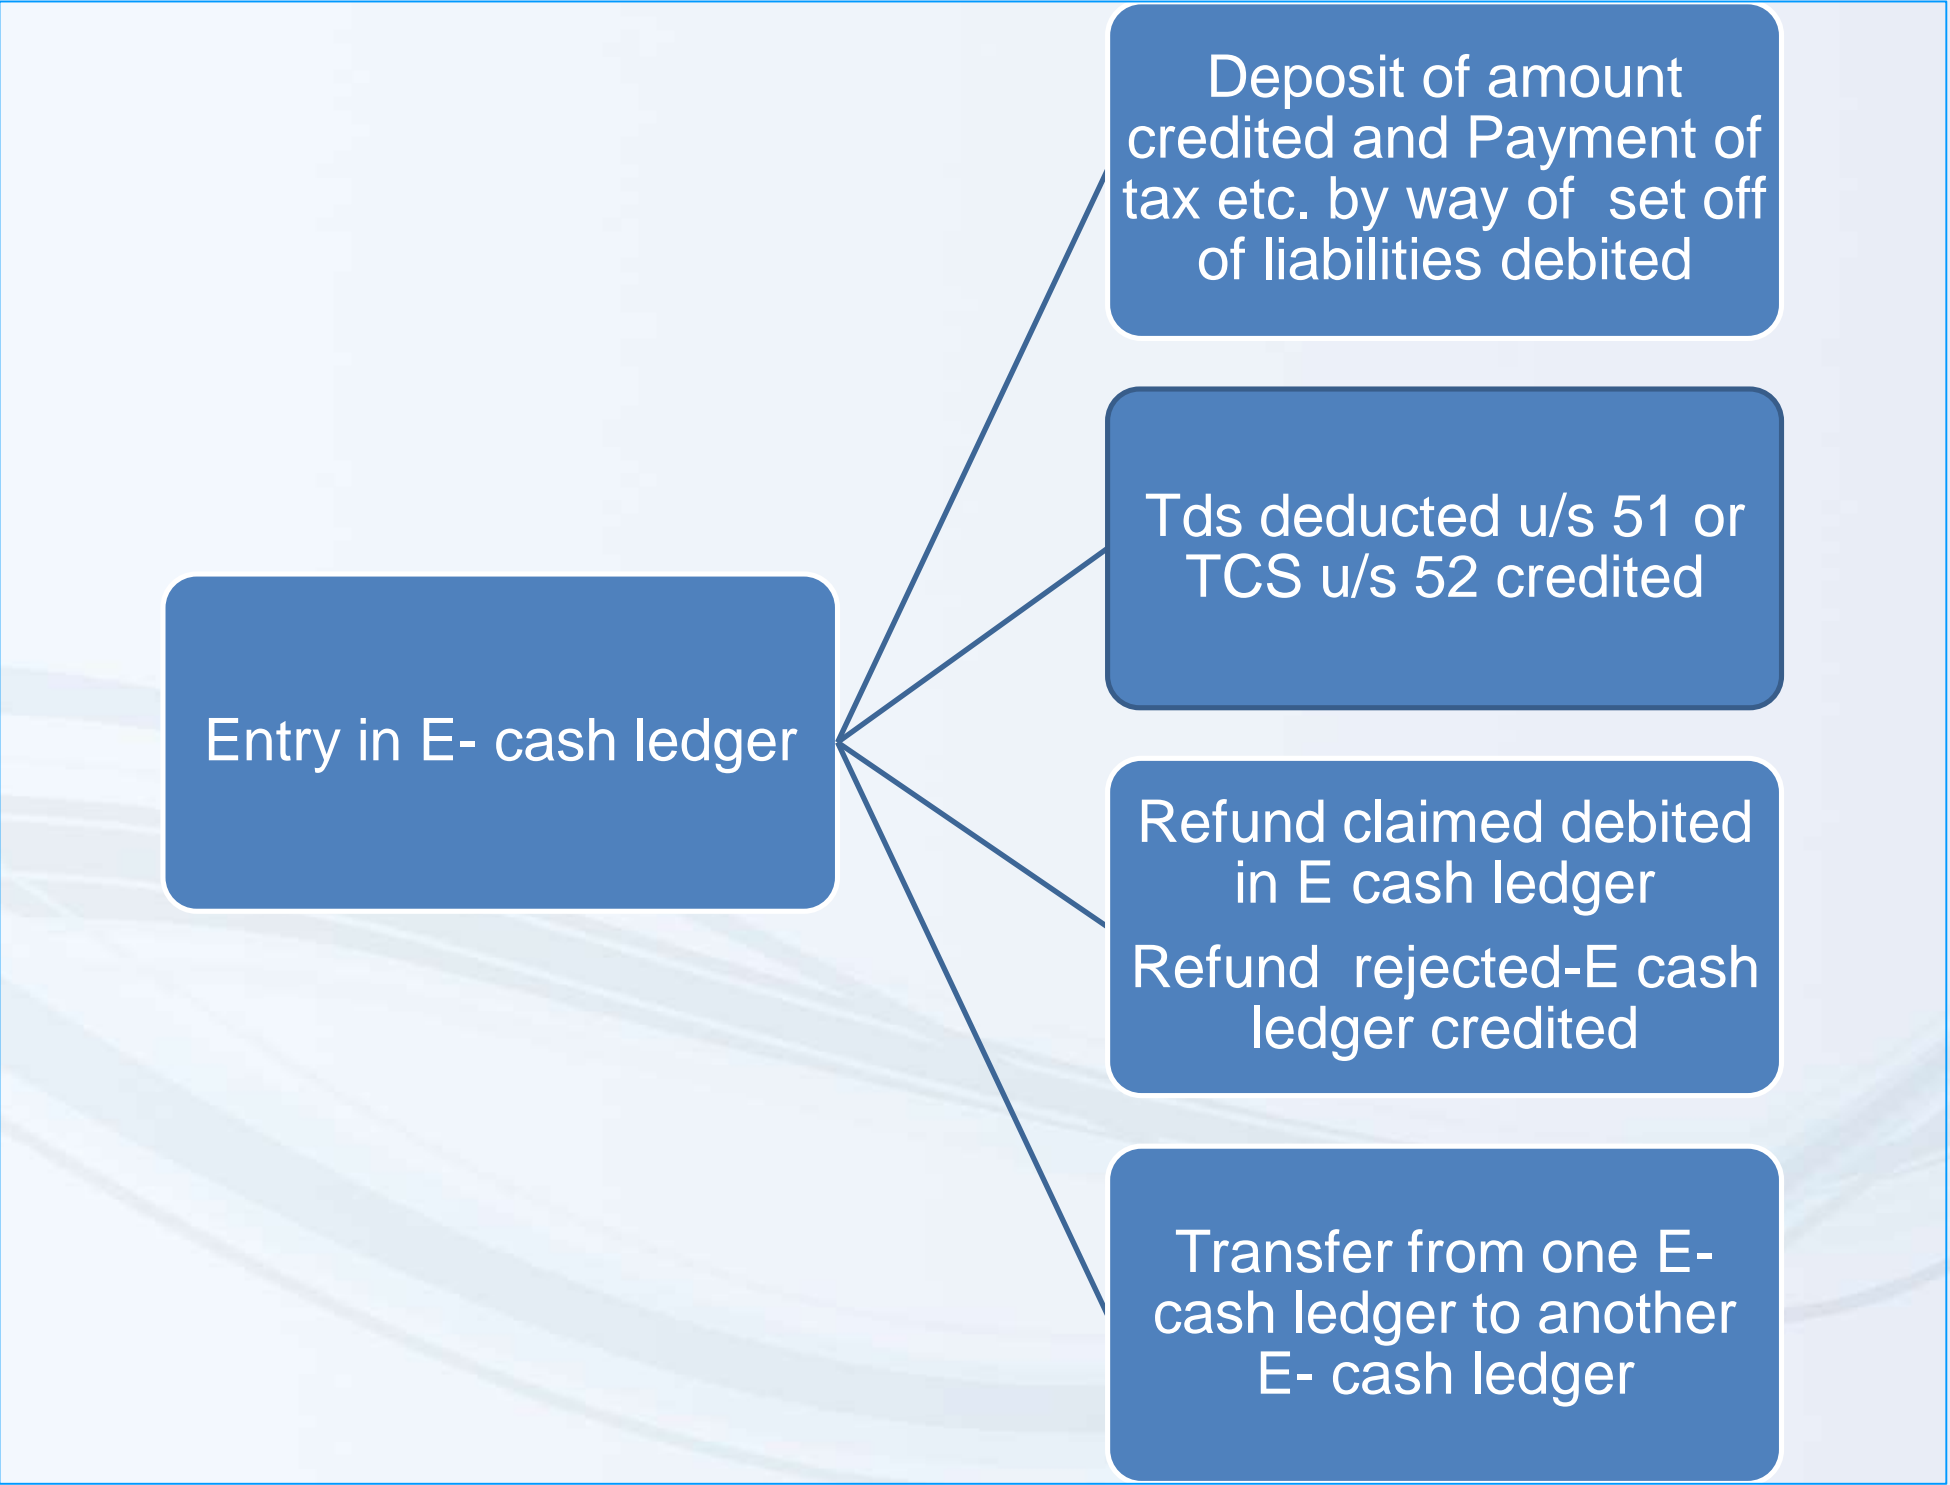 Deposit of amount
credited and Payment of
tax etc. by way of  set off
of liabilities debited
Tds deducted u/s 51 or
TCS u/s 52 credited
Entry in E- cash ledger
Refund claimed debited
in E cash ledger
Refund  rejected-E cash
ledger credited
Transfer from one E-
cash ledger to another
E- cash ledger